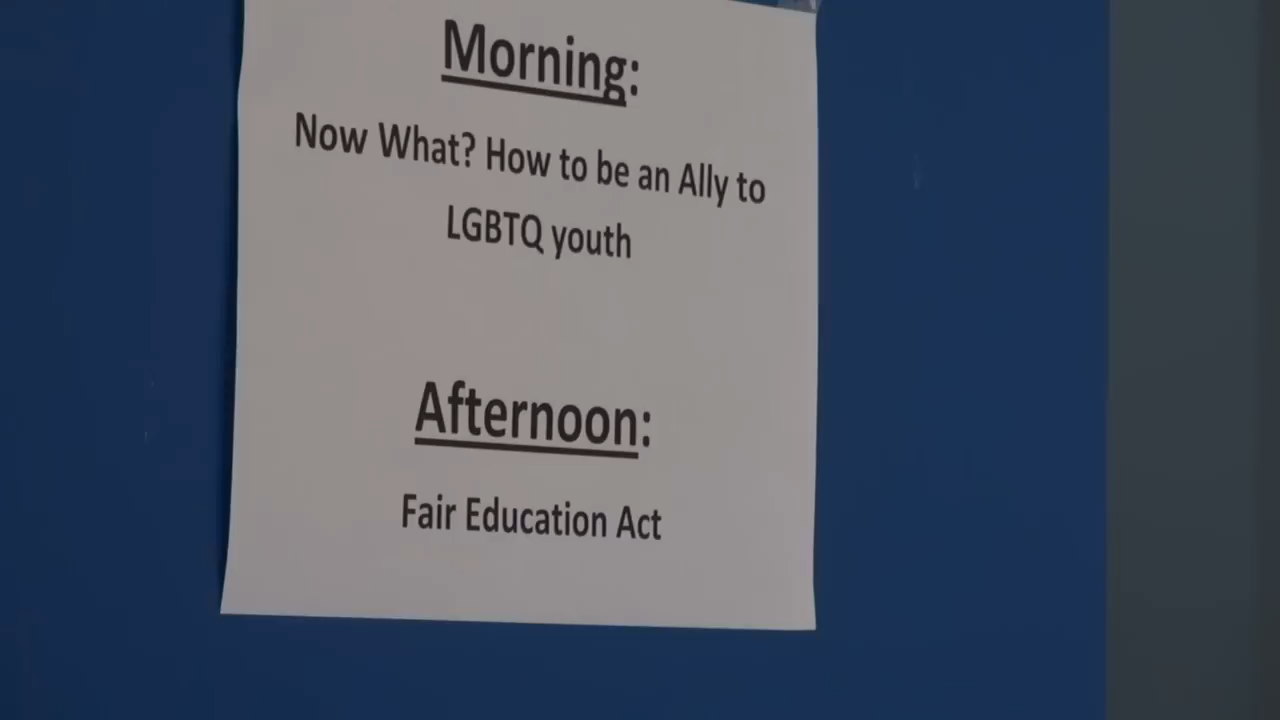 Morning:
Now What? How to be an Ally to
LGBTQ youth
Afternoon:
Fair Education Act